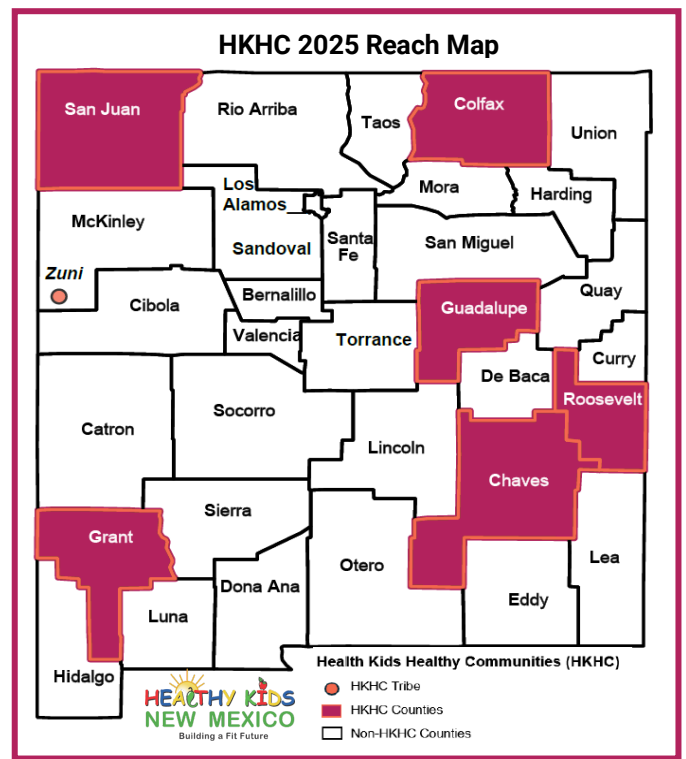 HKHC 2025 Reach Map
San Juan
Rio Arriba
Taos
Colfax
Union
Los
Alamos
Mora
Harding
McKinley
Sandoval
Santa
Fe
San Miguel
Zuni
Cibola
Bernalillo
Guadalupe
Quay
Valencia
Torrance
Curry
De Baca
Roosevelt
Socorro
Catron
Lincoln
Chaves
Sierra
Grant
Otero
Lea
Dona Ana
Luna
Eddy
Hidalgo
Health Kids Healthy Communities (HKHC)
HKHC Tribe
HKHC Counties
Non-HKHC Counties
HEALTHY KIDS
NEW MEXICO
Building a Fit Future